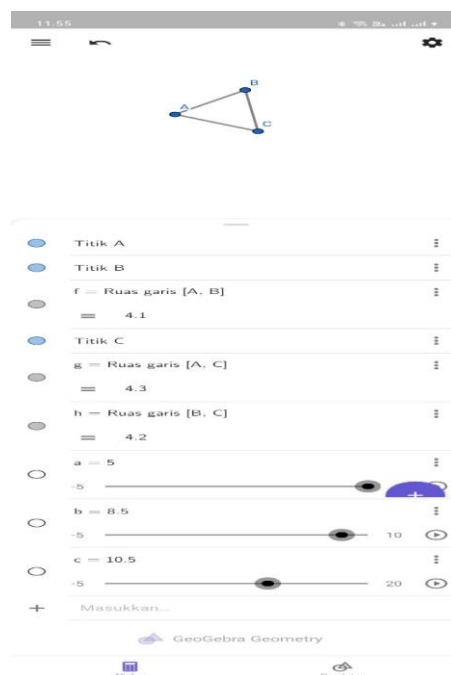 11.55
B
A
C
Titik A
Titik B
f = Ruas garis [A, B]
= 4.1
Titik C
g = Ruas garis [A, C]
= 4.3
h = Ruas garis [B, C]
= 4.2
a = 5
-5
+
b = 8.5
-5 10
c = 10.5
-5 20
+ Masukkan...
GeoGebra Geometry